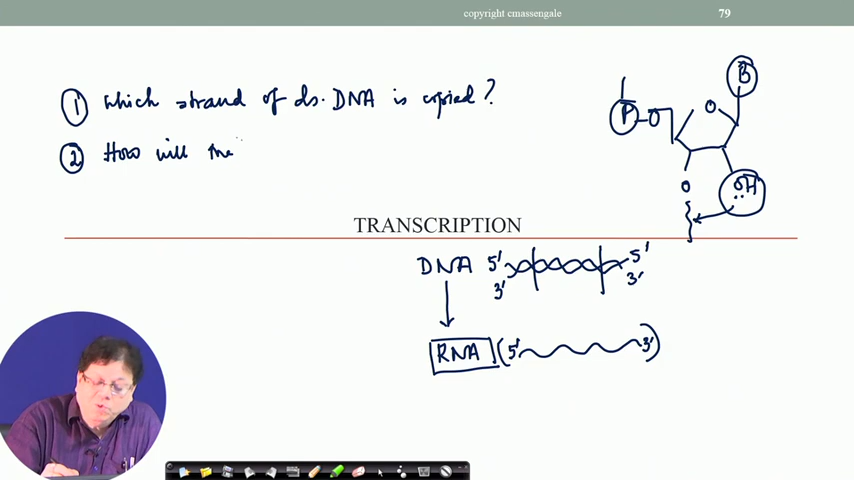 copyright cmassengale
79
① Which strand of ds. DNA is copied?
② How will the
B
P
O
O
O
OH
TRANSCRIPTION
DNA 5' 5'
3' 3'
RNA (5' 3')